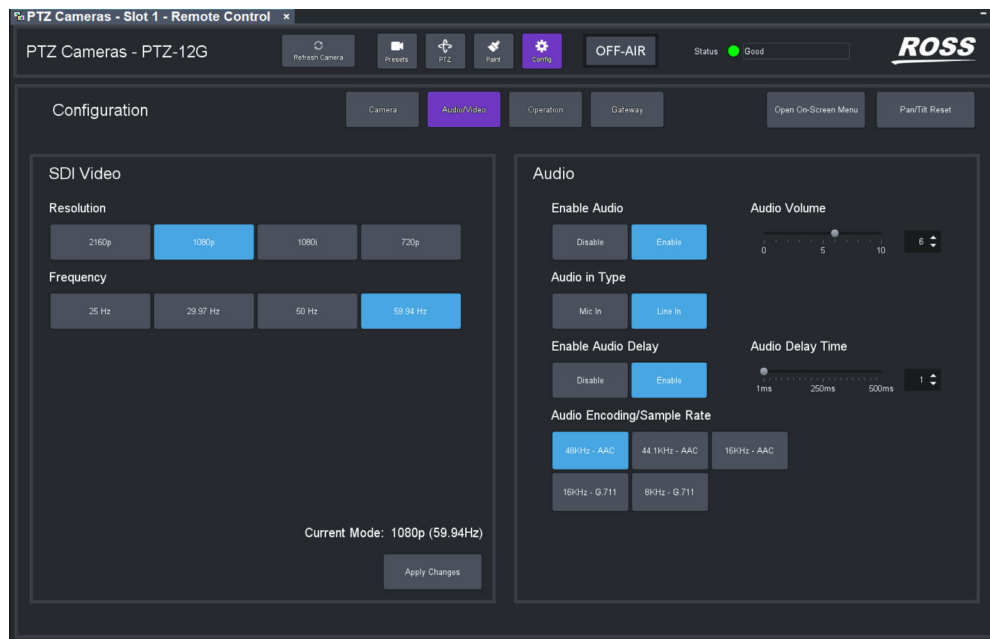 PTZ Cameras - Slot 1 - Remote Control ×
PTZ Cameras - PTZ-12G
Refresh Camera
Presets
PTZ
Paint
Config
OFF-AIR
Status
Good
ROSS
Configuration
Camera
Audio/Video
Operation
Gateway
Open On-Screen Menu
Pan/Tilt Reset
SDI Video
Resolution
2160p
1080p
1080i
720p
Frequency
25 Hz
29.97 Hz
50 Hz
59.94 Hz
Current Mode: 1080p (59.94Hz)
Apply Changes
Audio
Enable Audio
Disable
Enable
Audio Volume
0 5 10
6
Audio in Type
Mic In
Line In
Enable Audio Delay
Disable
Enable
Audio Delay Time
1ms 250ms 500ms
1
Audio Encoding/Sample Rate
48KHz - AAC
44.1KHz - AAC
16KHz - AAC
16KHz - G.711
8KHz - G.711